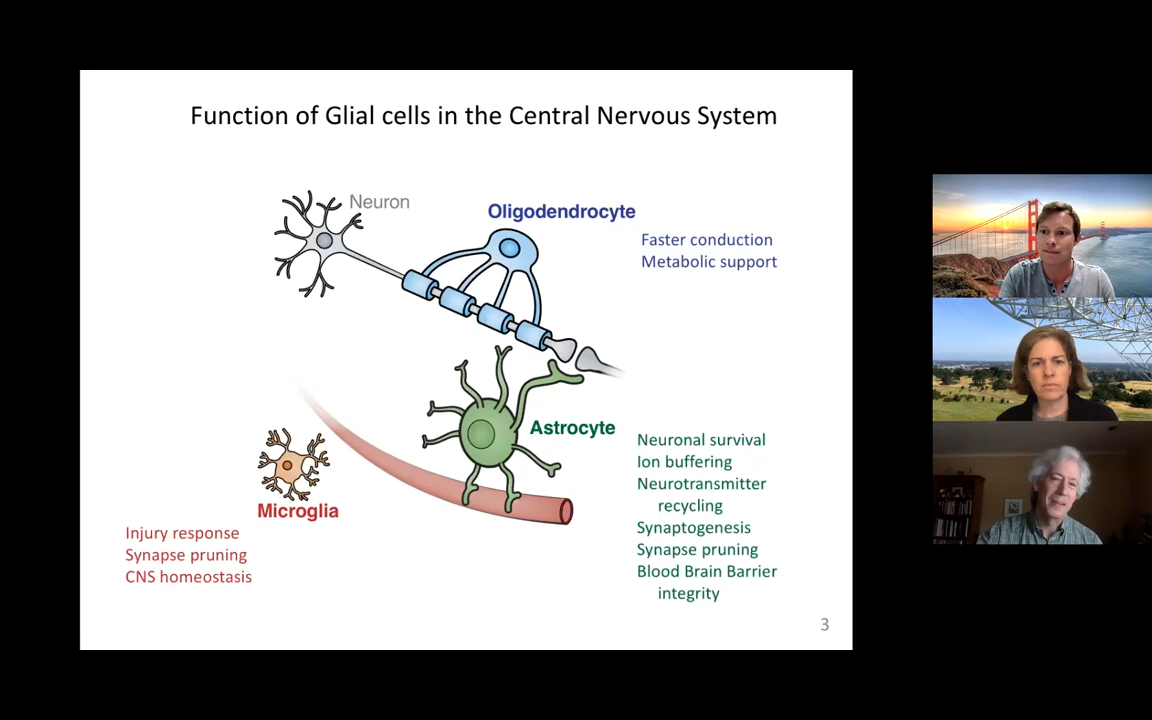 Function of Glial cells in the Central Nervous System
Neuron
Oligodendrocyte
Faster conduction
Metabolic support
Astrocyte
Neuronal survival
Ion buffering
Neurotransmitter
recycling
Synaptogenesis
Synapse pruning
Blood Brain Barrier
integrity
Microglia
Injury response
Synapse pruning
CNS homeostasis
3